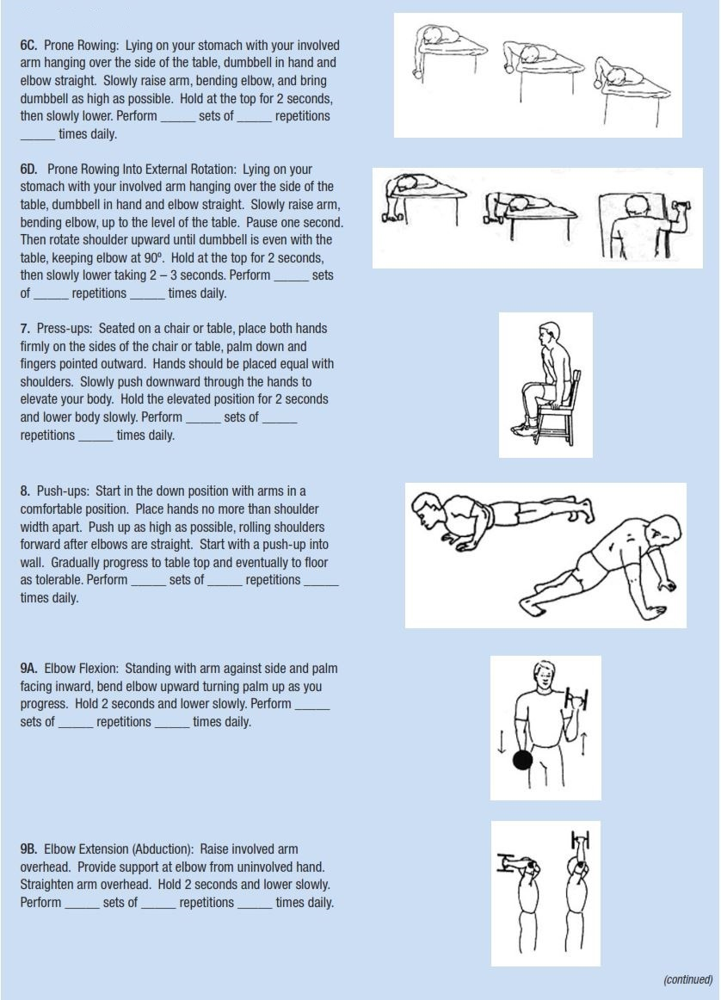 6C. Prone Rowing: Lying on your stomach with your involved
arm hanging over the side of the table, dumbbell in hand and
elbow straight. Slowly raise arm, bending elbow, and bring
dumbbell as high as possible. Hold at the top for 2 seconds,
then slowly lower. Perform _____ sets of _____ repetitions
_____ times daily.
6D. Prone Rowing Into External Rotation: Lying on your
stomach with your involved arm hanging over the side of the
table, dumbbell in hand and elbow straight. Slowly raise arm,
bending elbow, up to the level of the table. Pause one second.
Then rotate shoulder upward until dumbbell is even with the
table, keeping elbow at 90º. Hold at the top for 2 seconds,
then slowly lower taking 2 – 3 seconds. Perform _____ sets
of _____ repetitions _____ times daily.
7. Press-ups: Seated on a chair or table, place both hands
firmly on the sides of the chair or table, palm down and
fingers pointed outward. Hands should be placed equal with
shoulders. Slowly push downward through the hands to
elevate your body. Hold the elevated position for 2 seconds
and lower body slowly. Perform _____ sets of _____
repetitions _____ times daily.
8. Push-ups: Start in the down position with arms in a
comfortable position. Place hands no more than shoulder
width apart. Push up as high as possible, rolling shoulders
forward after elbows are straight. Start with a push-up into
wall. Gradually progress to table top and eventually to floor
as tolerable. Perform _____ sets of _____ repetitions _____
times daily.
9A. Elbow Flexion: Standing with arm against side and palm
facing inward, bend elbow upward turning palm up as you
progress. Hold 2 seconds and lower slowly. Perform _____
sets of _____ repetitions _____ times daily.
9B. Elbow Extension (Abduction): Raise involved arm
overhead. Provide support at elbow from uninvolved hand.
Straighten arm overhead. Hold 2 seconds and lower slowly.
Perform _____ sets of _____ repetitions _____ times daily.
(continued)